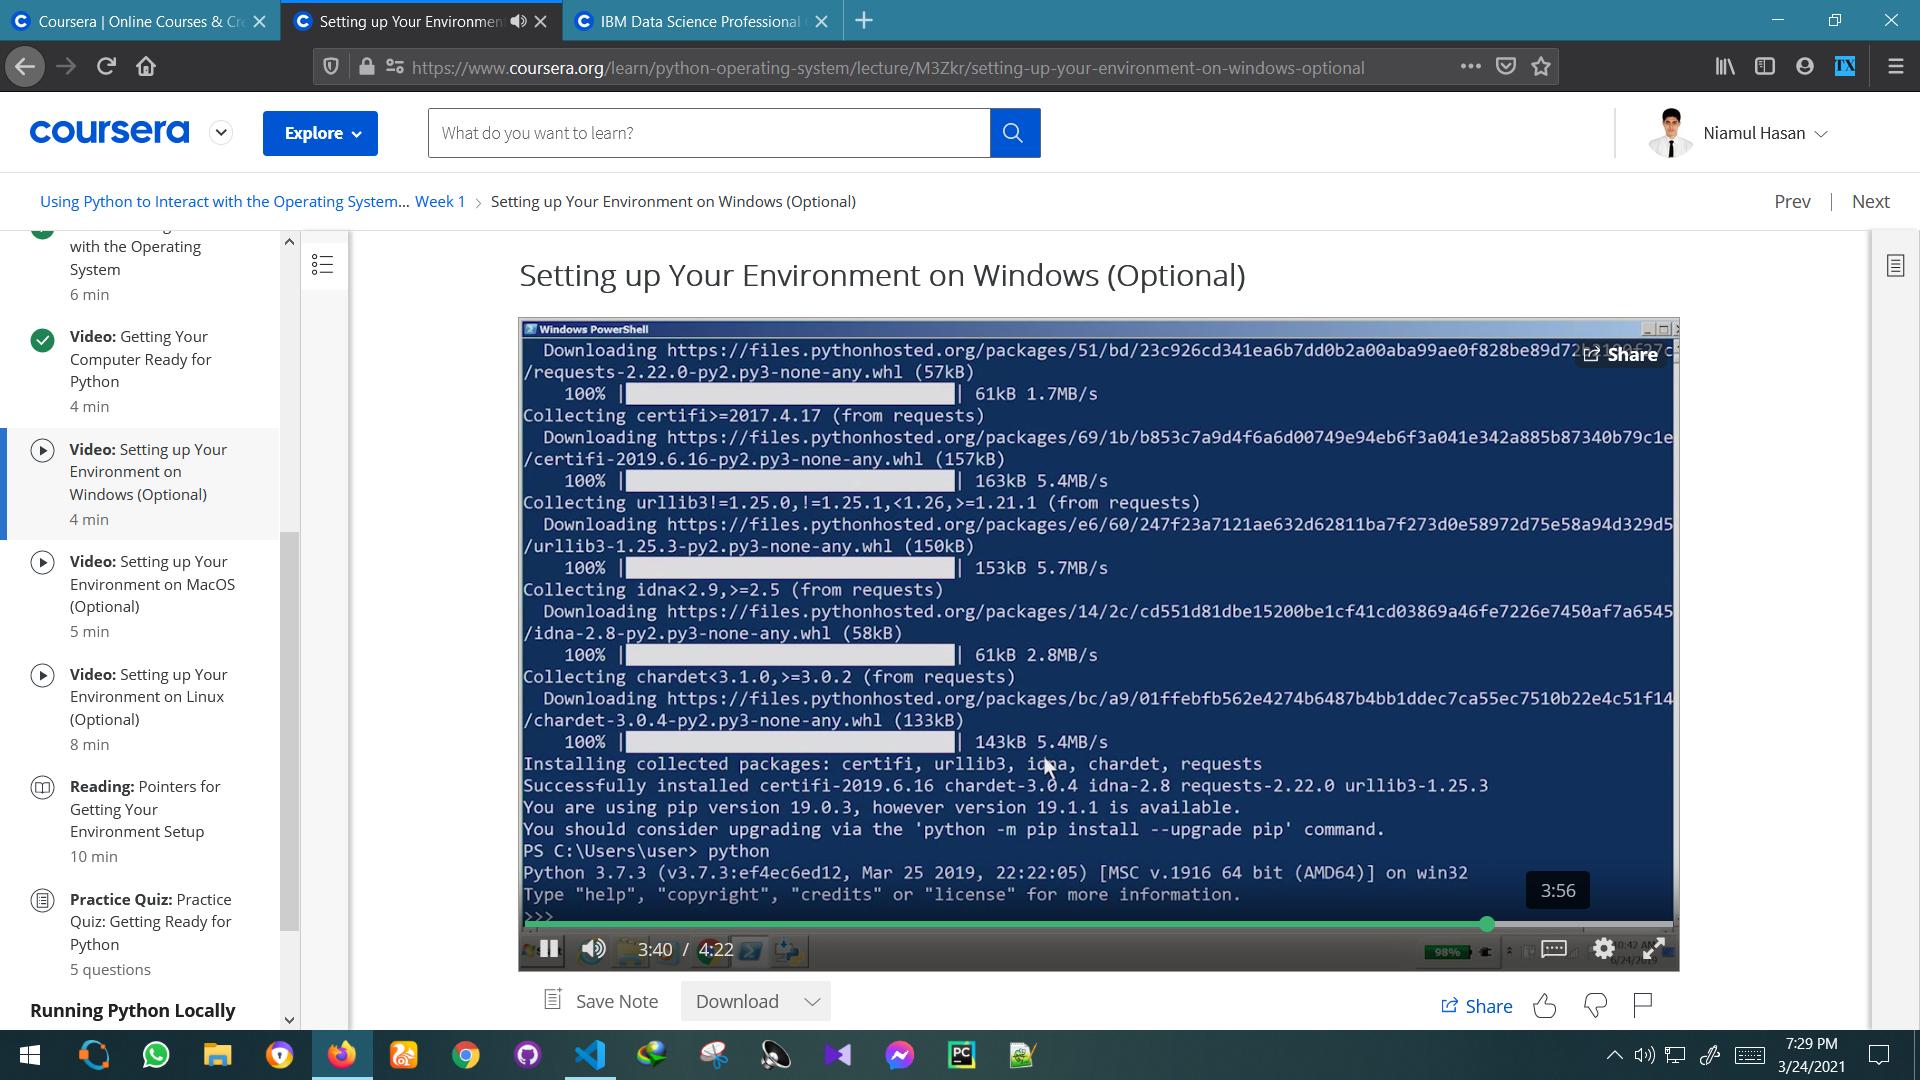 Coursera | Online Courses & Cre
Setting up Your Environmen
IBM Data Science Professional
https://www.coursera.org/learn/python-operating-system/lecture/M3Zkr/setting-up-your-environment-on-windows-optional
TX
coursera
Explore
What do you want to learn?
Niamul Hasan
Using Python to Interact with the Operating System... Week 1 > Setting up Your Environment on Windows (Optional)
Prev | Next
with the Operating
System
6 min
Video: Getting Your
Computer Ready for
Python
4 min
Video: Setting up Your
Environment on
Windows (Optional)
4 min
Video: Setting up Your
Environment on MacOS
(Optional)
5 min
Video: Setting up Your
Environment on Linux
(Optional)
8 min
Reading: Pointers for
Getting Your
Environment Setup
10 min
Practice Quiz: Practice
Quiz: Getting Ready for
Python
5 questions
Running Python Locally
Setting up Your Environment on Windows (Optional)
Windows PowerShell
Share
Downloading https://files.pythonhosted.org/packages/51/bd/23c926cd341ea6b7dd0b2a00aba99ae0f828be89d72
/requests-2.22.0-py2.py3-none-any.whl (57kB)
100% | | 61kB 1.7MB/s
Collecting certifi>=2017.4.17 (from requests)
Downloading https://files.pythonhosted.org/packages/69/1b/b853c7a9d4f6a6d00749e94eb6f3a041e342a885b87340b79c1e
/certifi-2019.6.16-py2.py3-none-any.whl (157kB)
100% | | 163kB 5.4MB/s
Collecting urllib3!=1.25.0,!=1.25.1,<1.26,>=1.21.1 (from requests)
Downloading https://files.pythonhosted.org/packages/e6/60/247f23a7121ae632d62811ba7f273d0e58972d75e58a94d329d5
/urllib3-1.25.3-py2.py3-none-any.whl (150kB)
100% | | 153kB 5.7MB/s
Collecting idna<2.9,>=2.5 (from requests)
Downloading https://files.pythonhosted.org/packages/14/2c/cd551d81dbe15200be1cf41cd03869a46fe7226e7450af7a6545
/idna-2.8-py2.py3-none-any.whl (58kB)
100% | | 61kB 2.8MB/s
Collecting chardet<3.1.0,>=3.0.2 (from requests)
Downloading https://files.pythonhosted.org/packages/bc/a9/01ffebfb562e4274b6487b4bb1ddec7ca55ec7510b22e4c51f14
/chardet-3.0.4-py2.py3-none-any.whl (133kB)
100% | | 143kB 5.4MB/s
Installing collected packages: certifi, urllib3, idna, chardet, requests
Successfully installed certifi-2019.6.16 chardet-3.0.4 idna-2.8 requests-2.22.0 urllib3-1.25.3
You are using pip version 19.0.3, however version 19.1.1 is available.
You should consider upgrading via the 'python -m pip install --upgrade pip' command.
PS C:\Users\user> python
Python 3.7.3 (v3.7.3:ef4ec6ed12, Mar 25 2019, 22:22:05) [MSC v.1916 64 bit (AMD64)] on win32
Type "help", "copyright", "credits" or "license" for more information.
>>>
3:56
3:40 / 4:22
98%
Save Note
Download
Share
PC
7:29 PM
3/24/2021